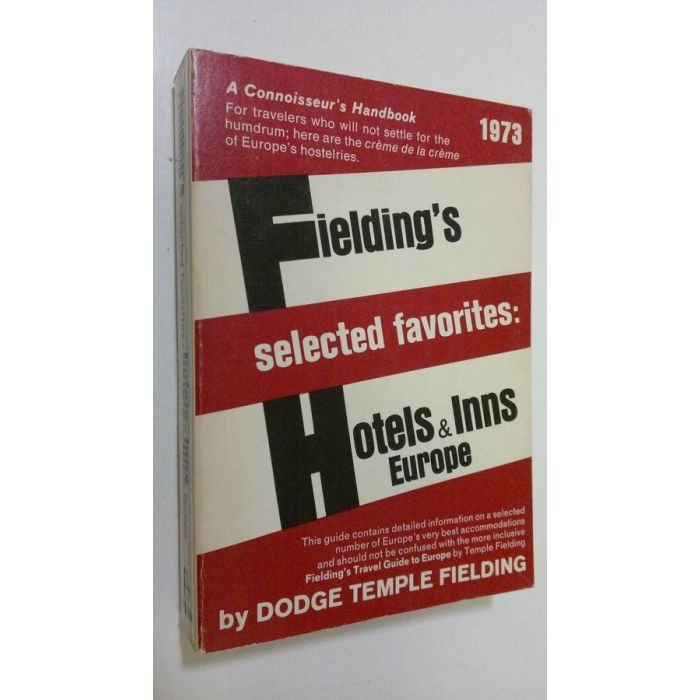 A Connoisseur's Handbook
For travelers who will not settle for the
humdrum; here are the crème de la crème
of Europe's hostelries.
1973
Fielding's
selected favorites:
Hotels & Inns
Europe
This guide contains detailed information on a selected
number of Europe's very best accommodations
and should not be confused with the more inclusive
Fielding's Travel Guide to Europe by Temple Fielding
by DODGE TEMPLE FIELDING